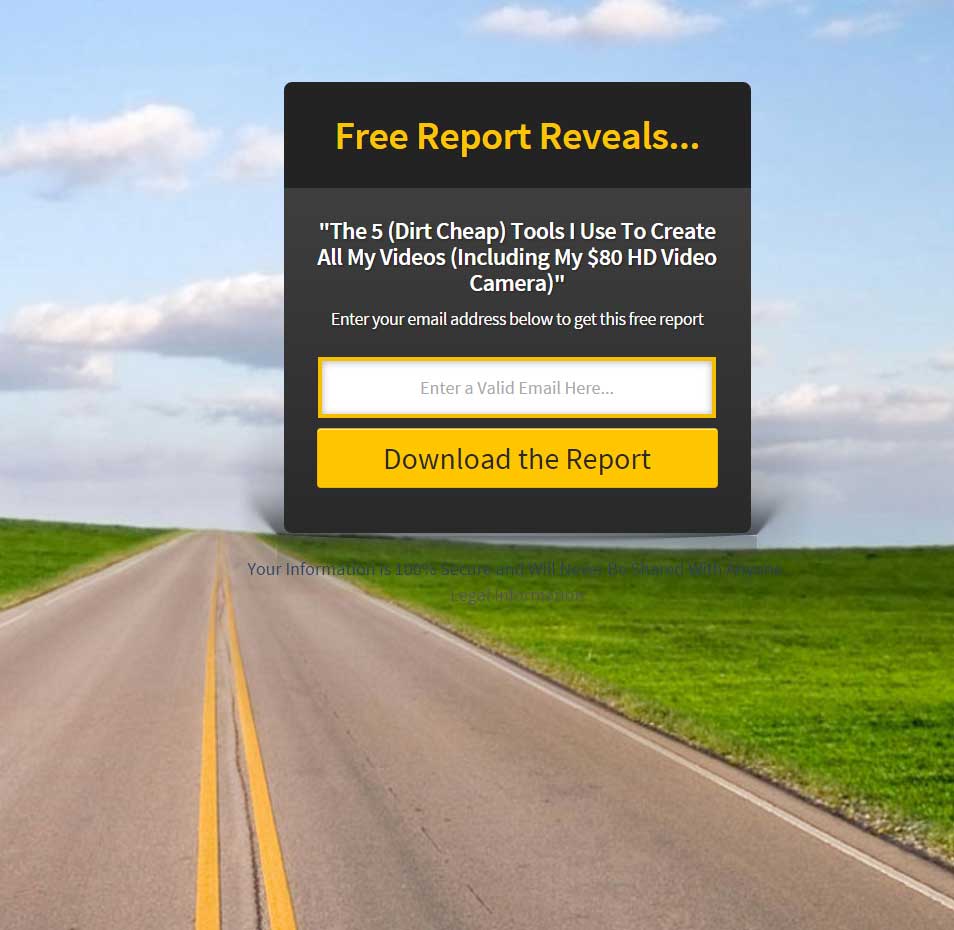 Free Report Reveals...
"The 5 (Dirt Cheap) Tools I Use To Create
All My Videos (Including My $80 HD Video
Camera)"
Enter your email address below to get this free report
Enter a Valid Email Here...
Download the Report
Your Information is 100% Secure and Will Never Be Shared With Anyone
Legal Information